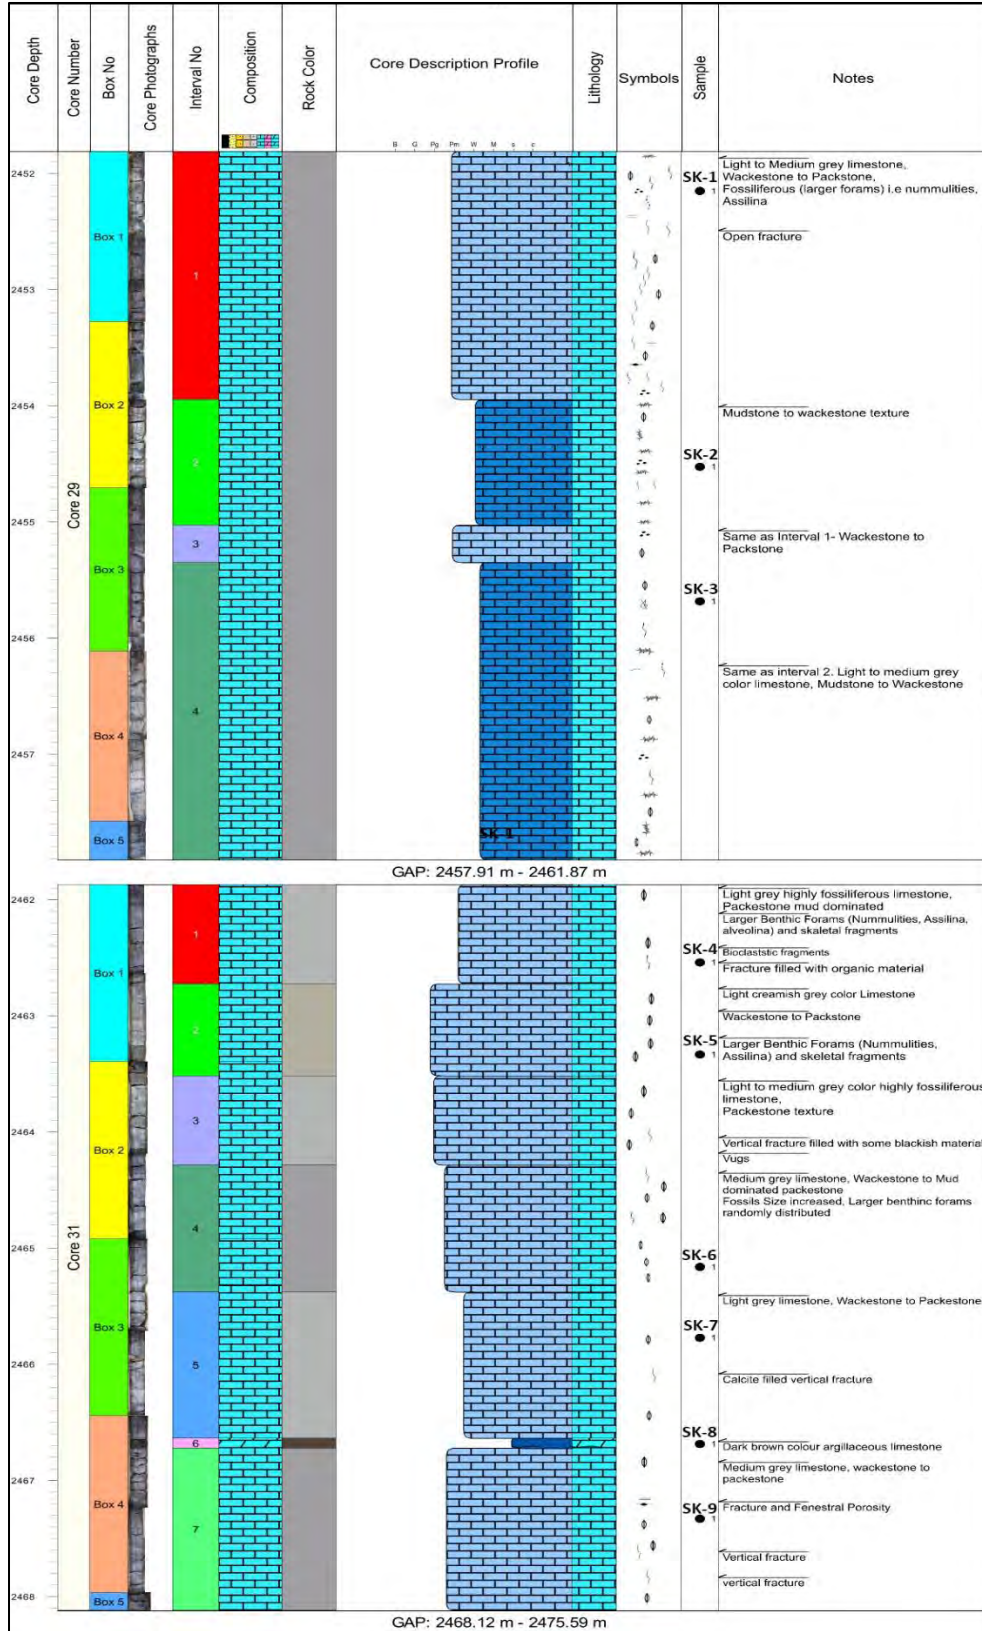 Core Depth
Core Number
Box No
Core Photographs
Interval No
Composition
Rock Color
Core Description Profile
Lithology
Symbols
Sample
Notes
B G Pg Pm W M s c
2452
2453
2454
2455
2456
2457
Core 29
Box 1
Box 2
Box 3
Box 4
Box 5
1
2
3
4
SK-1
SK-1
1
SK-2
1
SK-3
1
Light to Medium grey limestone,
Wackestone to Packstone,
Fossiliferous (larger forams) i.e nummulities,
Assilina
Open fracture
Mudstone to wackestone texture
Same as Interval 1- Wackestone to
Packstone
Same as interval 2. Light to medium grey
color limestone, Mudstone to Wackestone
GAP: 2457.91 m - 2461.87 m
2462
2463
2464
2465
2466
2467
2468
Core 31
Box 1
Box 2
Box 3
Box 4
Box 5
1
2
3
4
5
6
7
SK-4
1
SK-5
1
SK-6
1
SK-7
1
SK-8
1
SK-9
1
Light grey highly fossiliferous limestone,
Packestone mud dominated
Larger Benthic Forams (Nummulities, Assilina,
alveolina) and skeletal fragments
Bioclaststic fragments
Fracture filled with organic material
Light creamish grey color Limestone
Wackestone to Packstone
Larger Benthic Forams (Nummulities,
Assilina) and skeletal fragments
Light to medium grey color highly fossiliferous
limestone,
Packestone texture
Vertical fracture filled with some blackish material
Vugs
Medium grey limestone, Wackestone to Mud
dominated packestone
Fossils Size increased, Larger benthinc forams
randomly distributed
Light grey limestone, Wackestone to Packestone
Calcite filled vertical fracture
Dark brown colour argillaceous limestone
Medium grey limestone, wackestone to
packestone
Fracture and Fenestral Porosity
Vertical fracture
vertical fracture
GAP: 2468.12 m - 2475.59 m